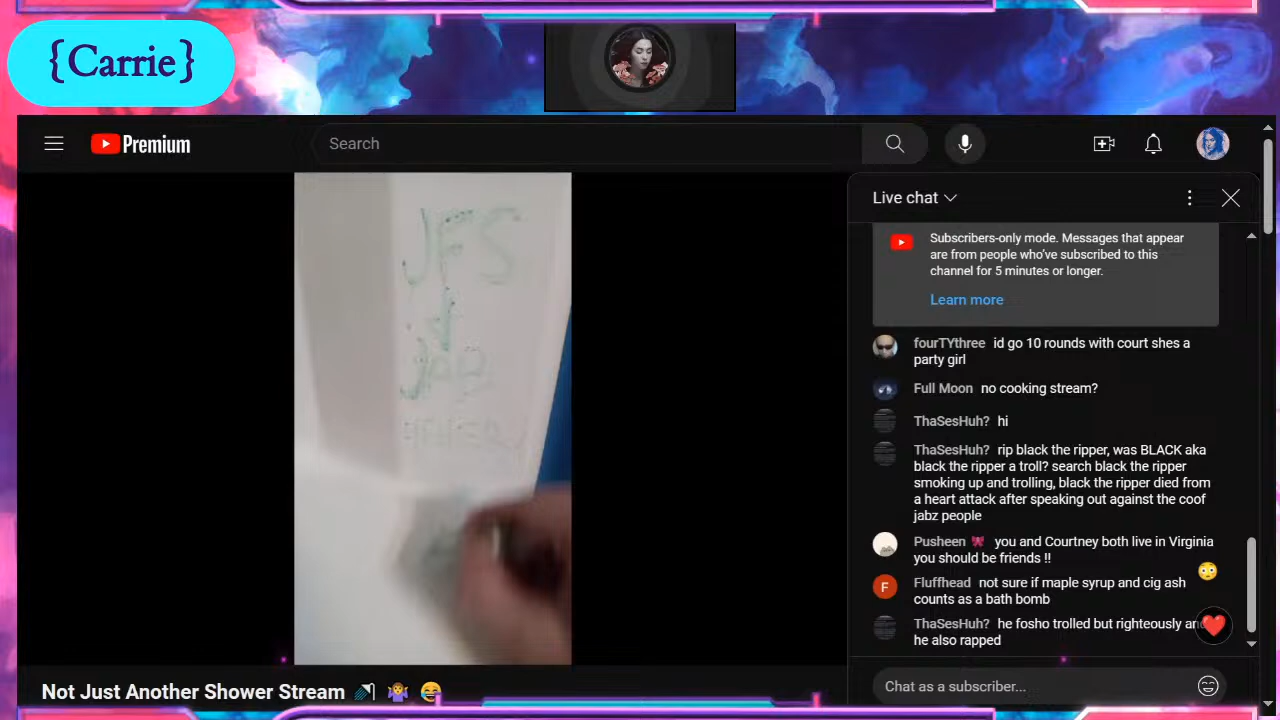 {Carrie}
Premium
Search
Live chat
Subscribers-only mode. Messages that appear
are from people who've subscribed to this
channel for 5 minutes or longer.
Learn more
fourTYthree id go 10 rounds with court shes a
party girl
Full Moon no cooking stream?
ThaSesHuh? hi
ThaSesHuh? rip black the ripper, was BLACK aka
black the ripper a troll? search black the ripper
smoking up and trolling, black the ripper died from
a heart attack after speaking out against the coof
jabz people
Pusheen 🎀 you and Courtney both live in Virginia
you should be friends !!
F
Fluffhead not sure if maple syrup and cig ash
counts as a bath bomb
ThaSesHuh? he fosho trolled but righteously
he also rapped
Chat as a subscriber...
JFS
Not Just Another Shower Stream 🚿 🤷‍♀️ 😂